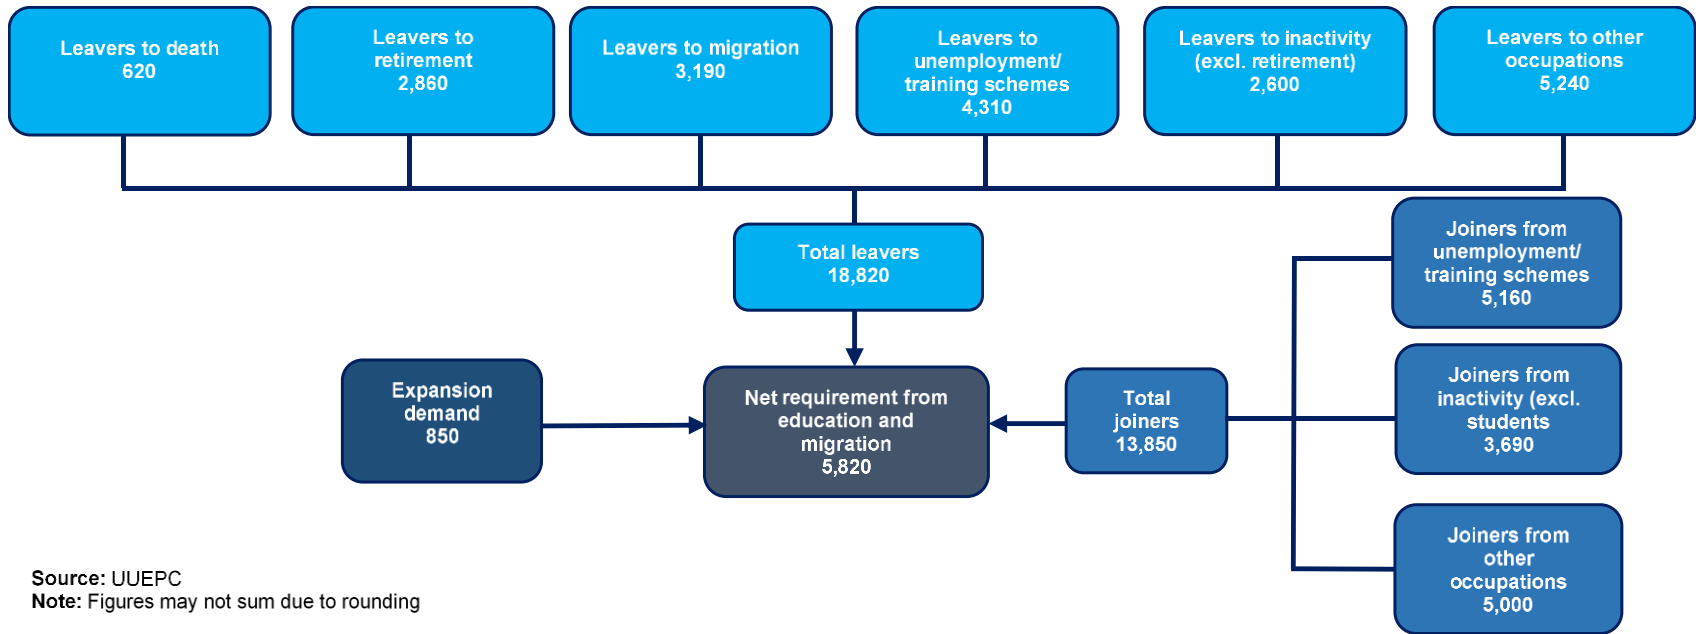 Leavers to death
620
Leavers to
retirement
2,860
Leavers to migration
3,190
Leavers to
unemployment/
training schemes
4,310
Leavers to inactivity
(excl. retirement)
2,600
Leavers to other
occupations
5,240
Total leavers
18,820
Joiners from
unemployment/
training schemes
5,160
Expansion
demand
850
Net requirement from
education and
migration
5,820
Total
joiners
13,850
Joiners from
inactivity (excl.
students
3,690
Joiners from
other
occupations
5,000
Source: UUEPC
Note: Figures may not sum due to rounding